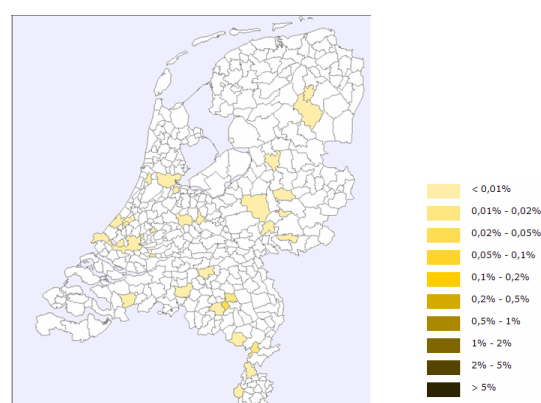 < 0,01%
0,01% - 0,02%
0,02% - 0,05%
0,05% - 0,1%
0,1% - 0,2%
0,2% - 0,5%
0,5% - 1%
1% - 2%
2% - 5%
> 5%